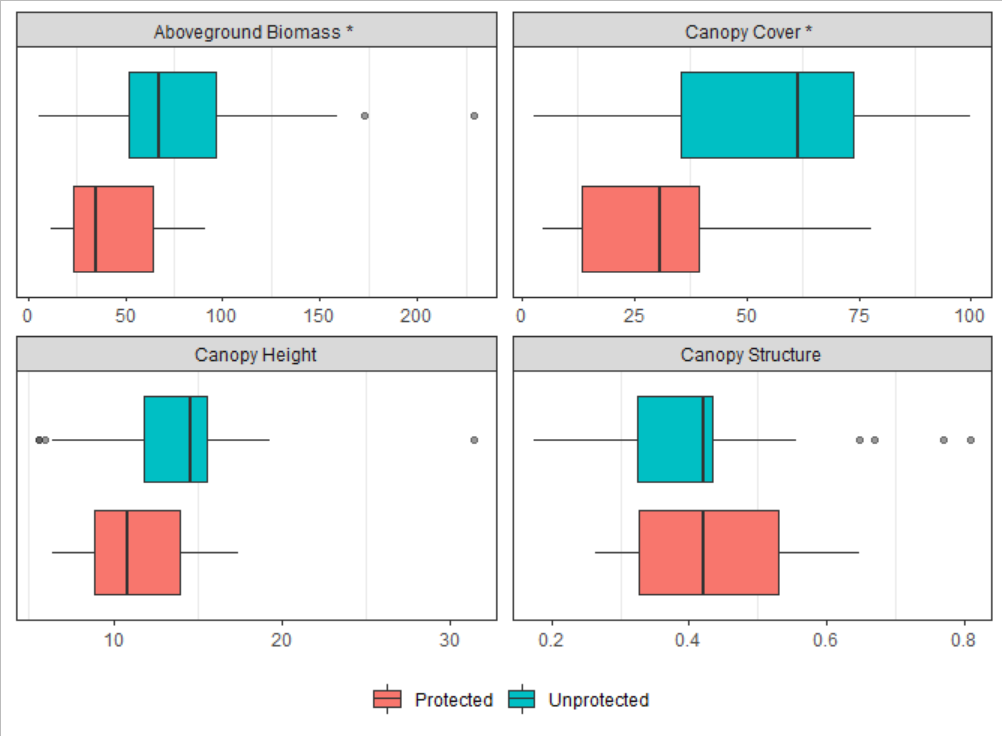 Aboveground Biomass *
Canopy Cover *
0 50 100 150 200
0 25 50 75 100
Canopy Height
Canopy Structure
10 20 30
0.2 0.4 0.6 0.8
Protected Unprotected